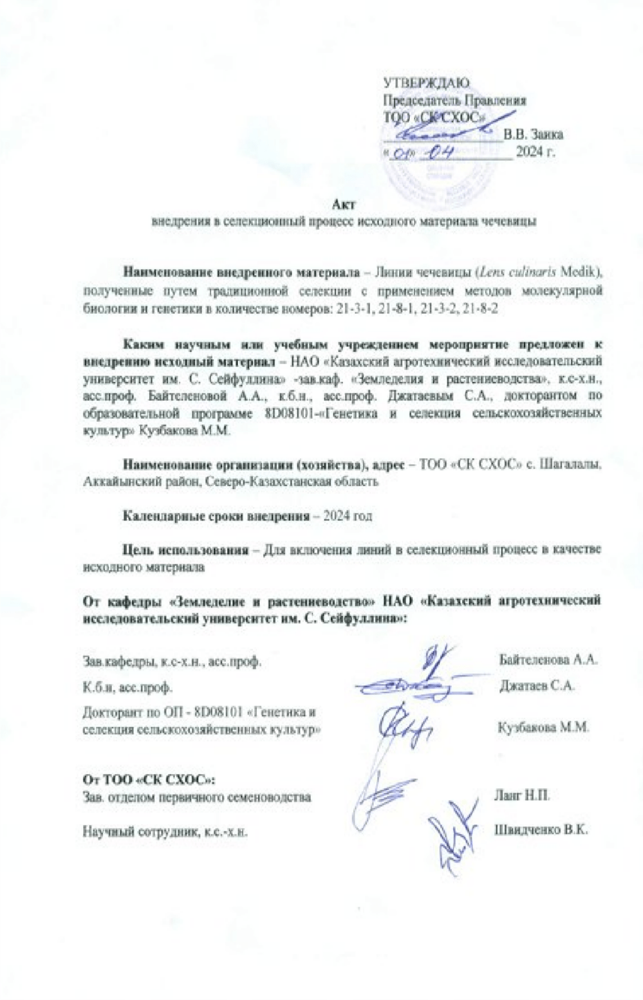 УТВЕРЖДАЮ
Председатель Правления
ТОО «СК СХОС»
В.В. Заика
«01» 04 2024 г.
Акт
внедрения в селекционный процесс исходного материала чечевицы
Наименование внедренного материала – Линии чечевицы (Lens culinaris Medik),
полученные путем традиционной селекции с применением методов молекулярной
биологии и генетики в количестве номеров: 21-3-1, 21-8-1, 21-3-2, 21-8-2
Каким научным или учебным учреждением мероприятие предложен к
внедрению исходный материал – НАО «Казахский агротехнический исследовательский
университет им. С. Сейфуллина» -зав.каф. «Земледелия и растениеводства», к.с-х.н.,
асс.проф. Байтеленовой А.А., к.б.н., асс.проф. Джатаевым С.А., докторантом по
образовательной программе 8D08101-«Генетика и селекция сельскохозяйственных
культур» Кузбакова М.М.
Наименование организации (хозяйства), адрес – ТОО «СК СХОС» с. Шагалалы,
Аккайынский район, Северо-Казахстанская область
Календарные сроки внедрения – 2024 год
Цель использования – Для включения линий в селекционный процесс в качестве
исходного материала
От кафедры «Земледелие и растениеводство» НАО «Казахский агротехнический
исследовательский университет им. С. Сейфуллина»:
Зав.кафедры, к.с-х.н., асс.проф. Байтеленова А.А.
К.б.н, асс.проф. Джатаев С.А.
Докторант по ОП - 8D08101 «Генетика и
селекция сельскохозяйственных культур» Кузбакова М.М.
От ТОО «СК СХОС»:
Зав. отделом первичного семеноводства Ланг Н.П.
Научный сотрудник, к.с.-х.н. Швидченко В.К.